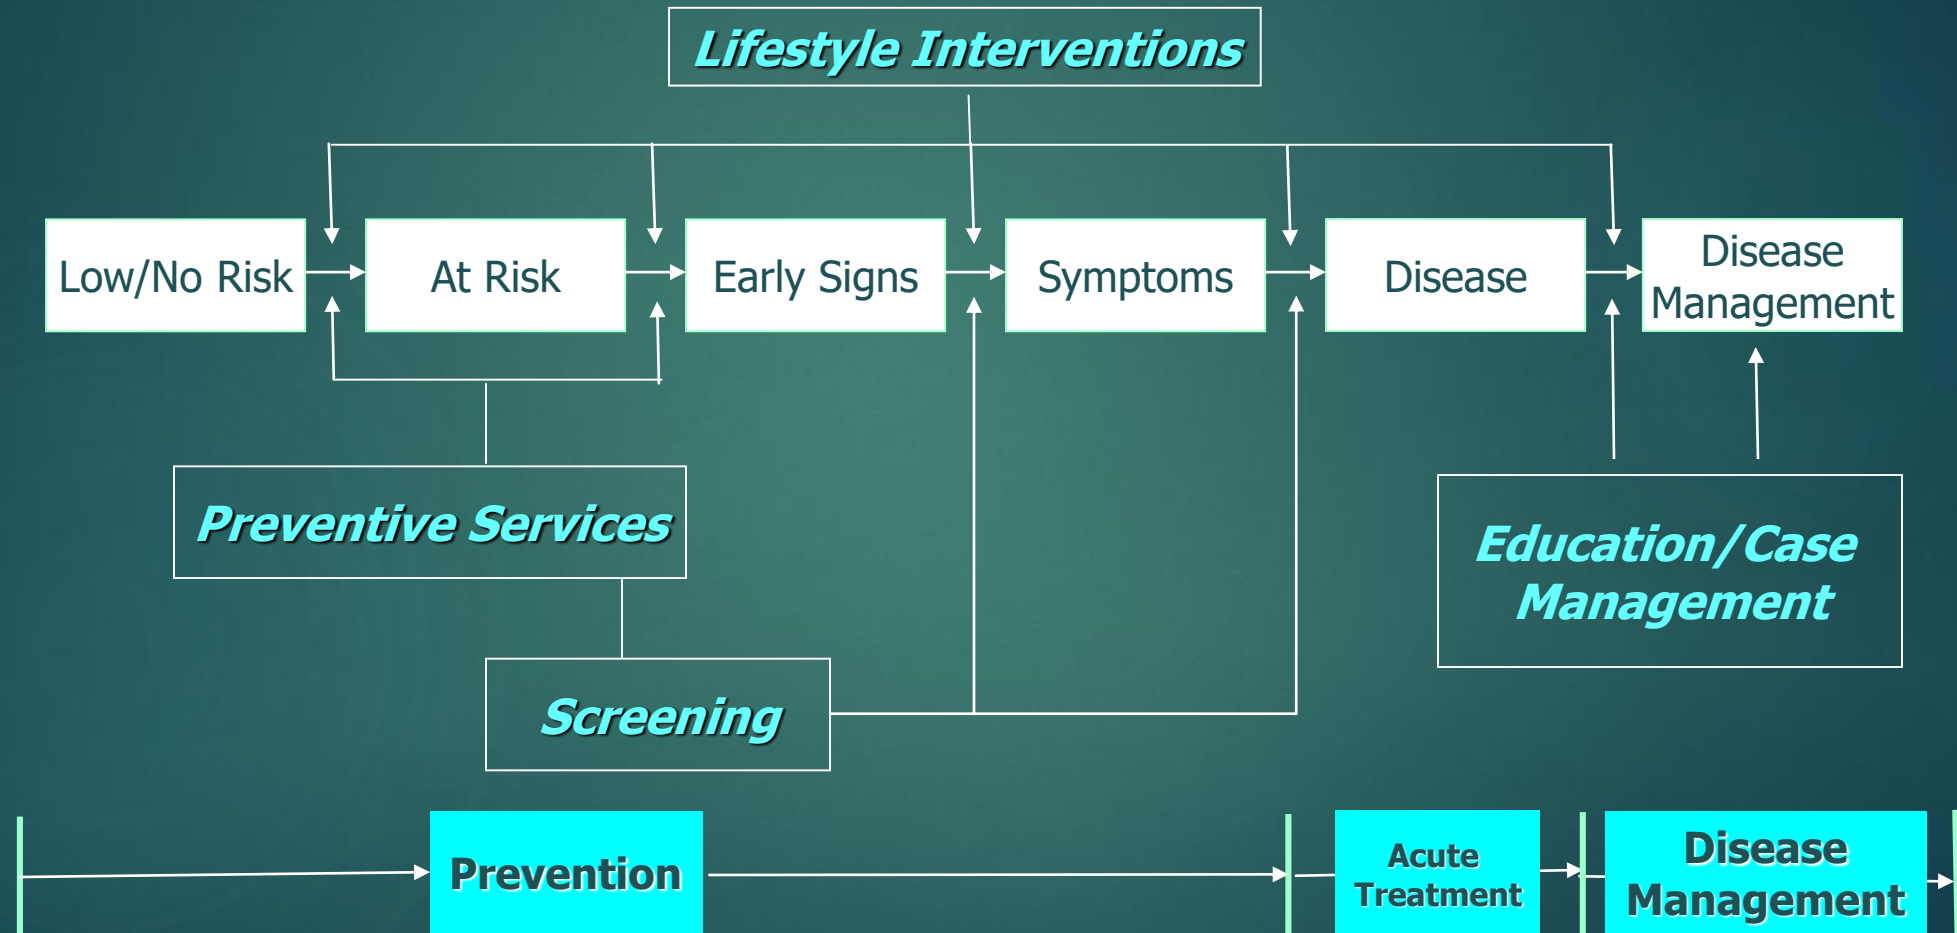 Lifestyle Interventions
Low/No Risk
At Risk
Early Signs
Symptoms
Disease
Disease
Management
Preventive Services
Education/Case
Management
Screening
Prevention
Acute
Treatment
Disease
Management